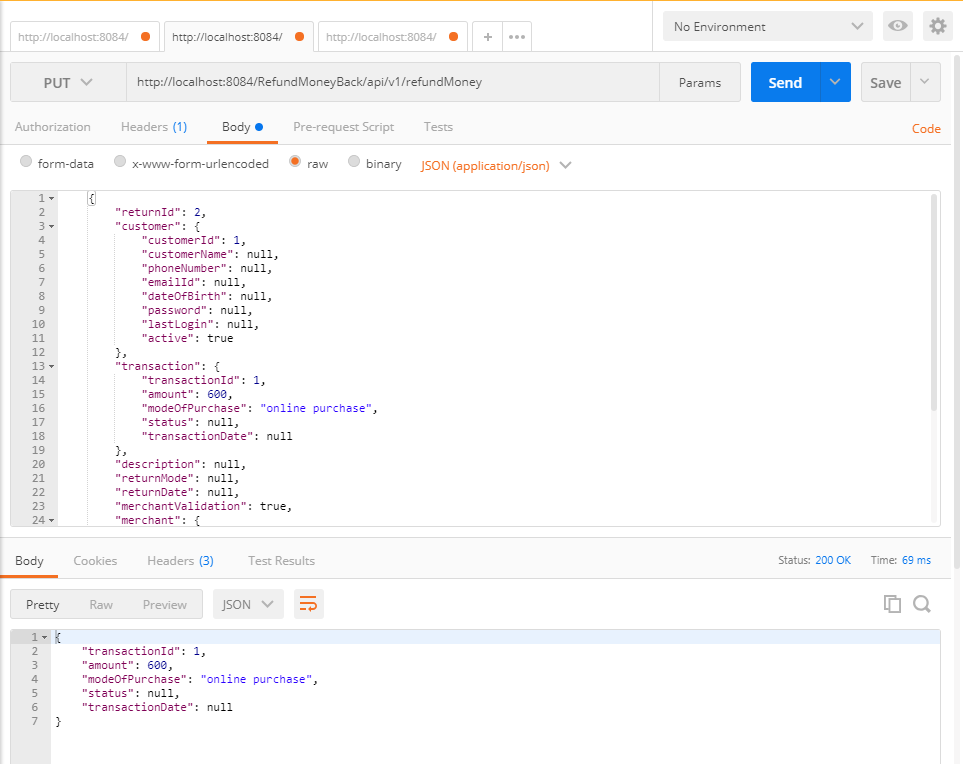 http://localhost:8084/ http://localhost:8084/ http://localhost:8084/ + ••• No Environment
PUT http://localhost:8084/RefundMoneyBack/api/v1/refundMoney Params Send Save
Authorization Headers (1) Body Pre-request Script Tests Code
form-data x-www-form-urlencoded raw binary JSON (application/json)
1 {
2 "returnId": 2,
3 "customer": {
4 "customerId": 1,
5 "customerName": null,
6 "phoneNumber": null,
7 "emailId": null,
8 "dateOfBirth": null,
9 "password": null,
10 "lastLogin": null,
11 "active": true
12 },
13 "transaction": {
14 "transactionId": 1,
15 "amount": 600,
16 "modeOfPurchase": "online purchase",
17 "status": null,
18 "transactionDate": null
19 },
20 "description": null,
21 "returnMode": null,
22 "returnDate": null,
23 "merchantValidation": true,
24 "merchant": {
Body Cookies Headers (3) Test Results Status: 200 OK Time: 69 ms
Pretty Raw Preview JSON
1 {
2 "transactionId": 1,
3 "amount": 600,
4 "modeOfPurchase": "online purchase",
5 "status": null,
6 "transactionDate": null
7 }